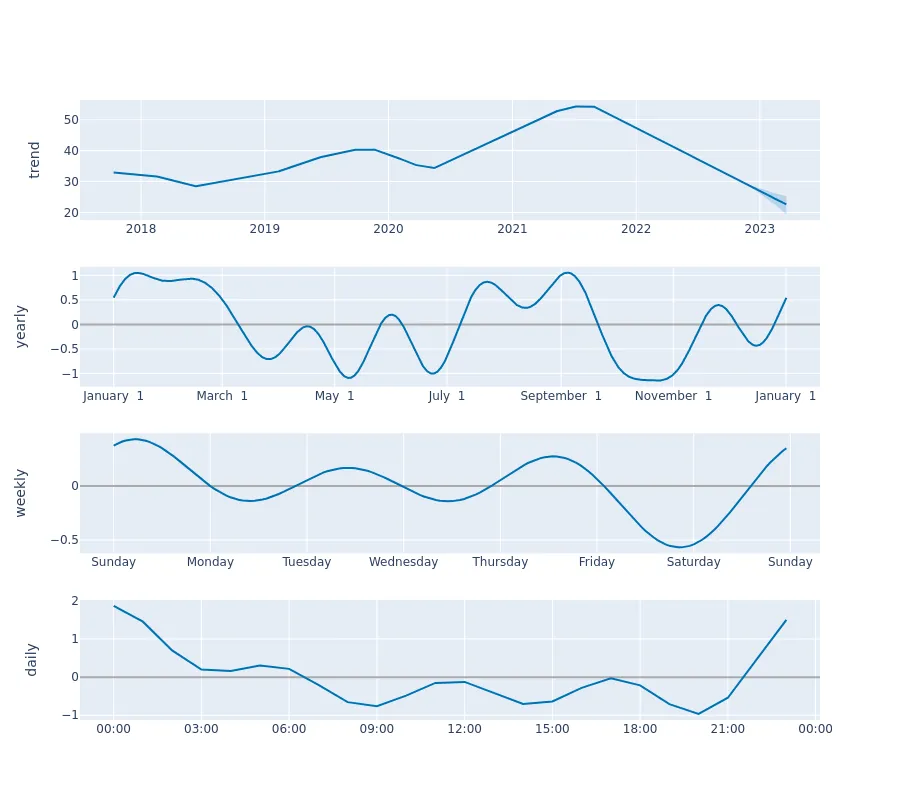 trend
50
40
30
20
2018 2019 2020 2021 2022 2023
yearly
1
0.5
0
−0.5
−1
January 1 March 1 May 1 July 1 September 1 November 1 January 1
weekly
0
−0.5
Sunday Monday Tuesday Wednesday Thursday Friday Saturday Sunday
daily
2
1
0
−1
00:00 03:00 06:00 09:00 12:00 15:00 18:00 21:00 00:00